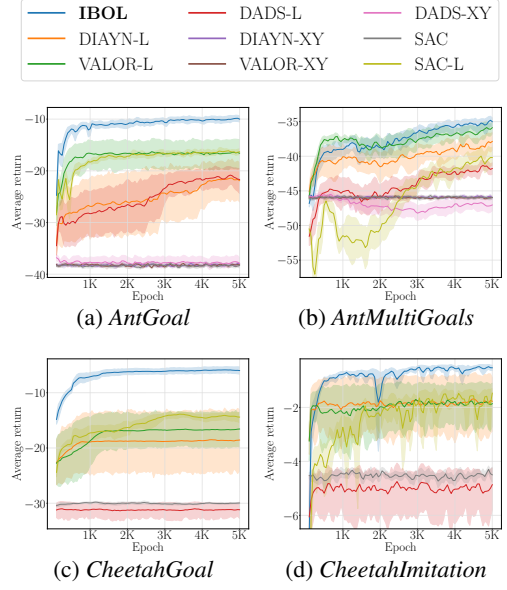 IBOL DADS-L DADS-XY
DIAYN-L DIAYN-XY SAC
VALOR-L VALOR-XY SAC-L
−10
−20
−30
−40
Average return
1K 2K 3K 4K 5K
Epoch
(a) AntGoal
−35
−40
−45
−50
−55
Average return
1K 2K 3K 4K 5K
Epoch
(b) AntMultiGoals
−10
−20
−30
Average return
1K 2K 3K 4K 5K
Epoch
(c) CheetahGoal
−2
−4
−6
Average return
1K 2K 3K 4K 5K
Epoch
(d) CheetahImitation